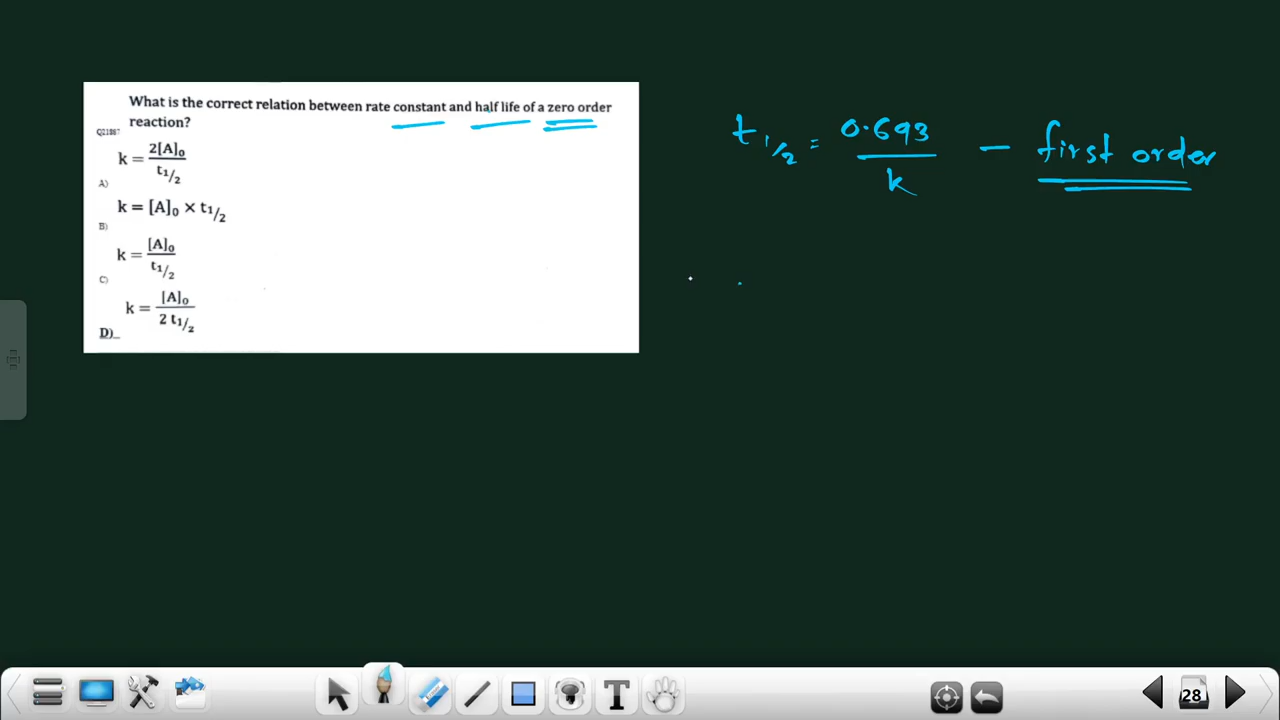 What is the correct relation between rate constant and half life of a zero order
reaction?
Q21867
k = 2[A]₀ / t₁/₂
A)
k = [A]₀ × t₁/₂
B)
k = [A]₀ / t₁/₂
C)
k = [A]₀ / 2 t₁/₂
D)
t₁/₂ = 0.693 / k — first order
T
28